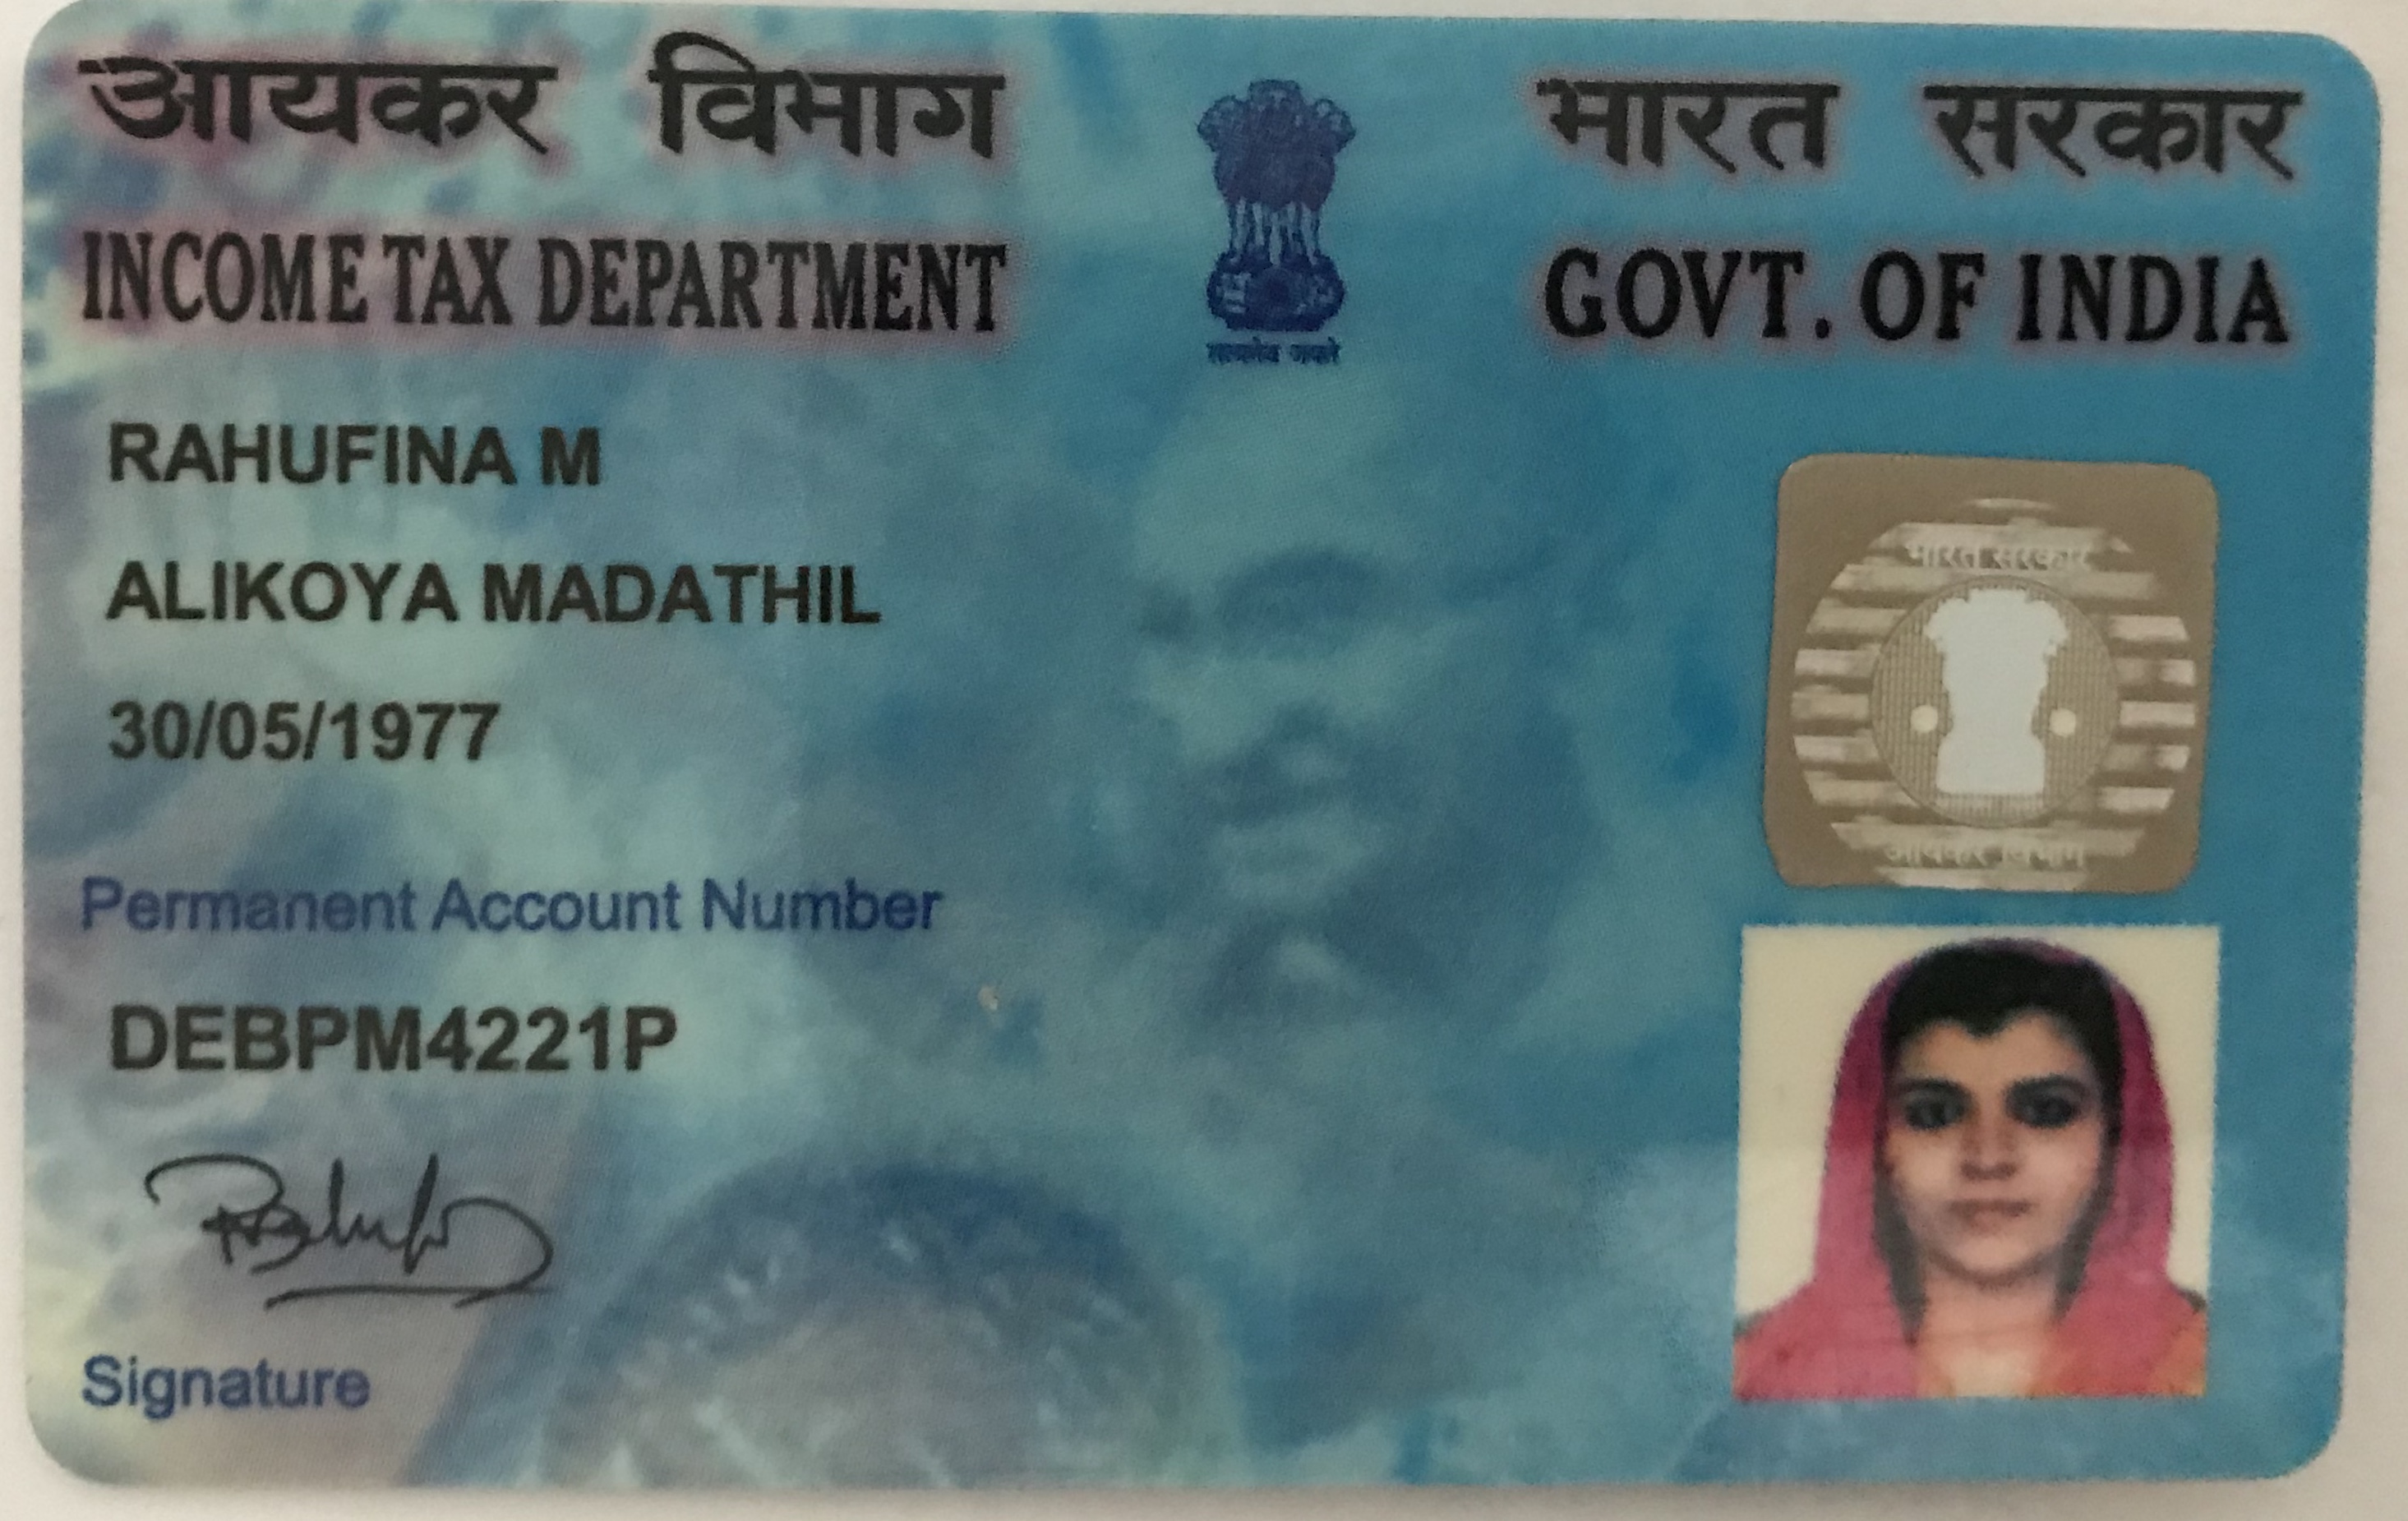 आयकर विभाग
INCOME TAX DEPARTMENT
सत्यमेव जयते
भारत सरकार
GOVT. OF INDIA
RAHUFINA M
ALIKOYA MADATHIL
30/05/1977
Permanent Account Number
DEBPM4221P
Signature
भारत सरकार
आयकर विभाग